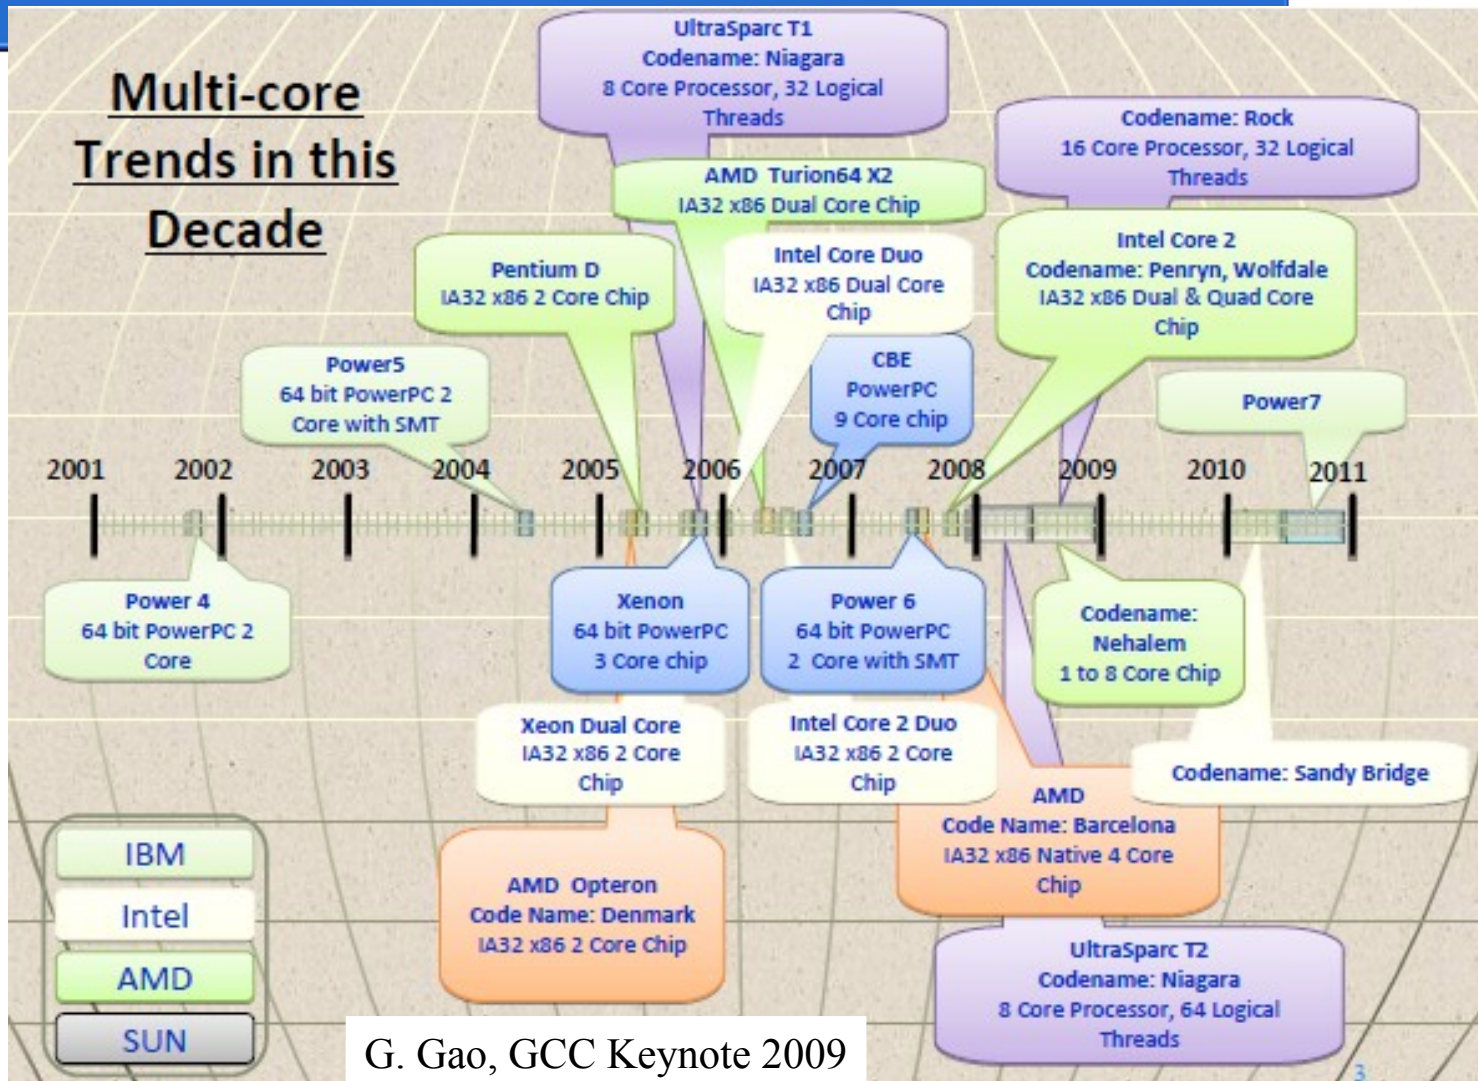 Multi-core
Trends in this
Decade
UltraSparc T1
Codename: Niagara
8 Core Processor, 32 Logical
Threads
Codename: Rock
16 Core Processor, 32 Logical
Threads
AMD Turion64 X2
IA32 x86 Dual Core Chip
Pentium D
IA32 x86 2 Core Chip
Intel Core Duo
IA32 x86 Dual Core
Chip
Intel Core 2
Codename: Penryn, Wolfdale
IA32 x86 Dual & Quad Core
Chip
Power5
64 bit PowerPC 2
Core with SMT
CBE
PowerPC
9 Core chip
Power7
2001 2002 2003 2004 2005 2006 2007 2008 2009 2010 2011
Power 4
64 bit PowerPC 2
Core
Xenon
64 bit PowerPC
3 Core chip
Power 6
64 bit PowerPC
2 Core with SMT
Codename:
Nehalem
1 to 8 Core Chip
Xeon Dual Core
IA32 x86 2 Core
Chip
Intel Core 2 Duo
IA32 x86 2 Core
Chip
Codename: Sandy Bridge
AMD
Code Name: Barcelona
IA32 x86 Native 4 Core
Chip
AMD Opteron
Code Name: Denmark
IA32 x86 2 Core Chip
UltraSparc T2
Codename: Niagara
8 Core Processor, 64 Logical
Threads
IBM
Intel
AMD
SUN
G. Gao, GCC Keynote 2009
3